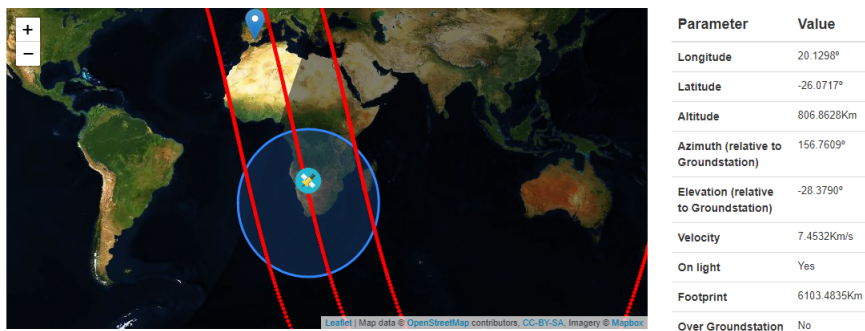 +
−
Leaflet | Map data © OpenStreetMap contributors, CC-BY-SA, Imagery © Mapbox
Parameter Value
Longitude 20.1298º
Latitude -26.0717º
Altitude 806.8628Km
Azimuth (relative to 156.7609º
Groundstation)
Elevation (relative -28.3790º
to Groundstation)
Velocity 7.4532Km/s
On light Yes
Footprint 6103.4835Km
Over Groundstation No